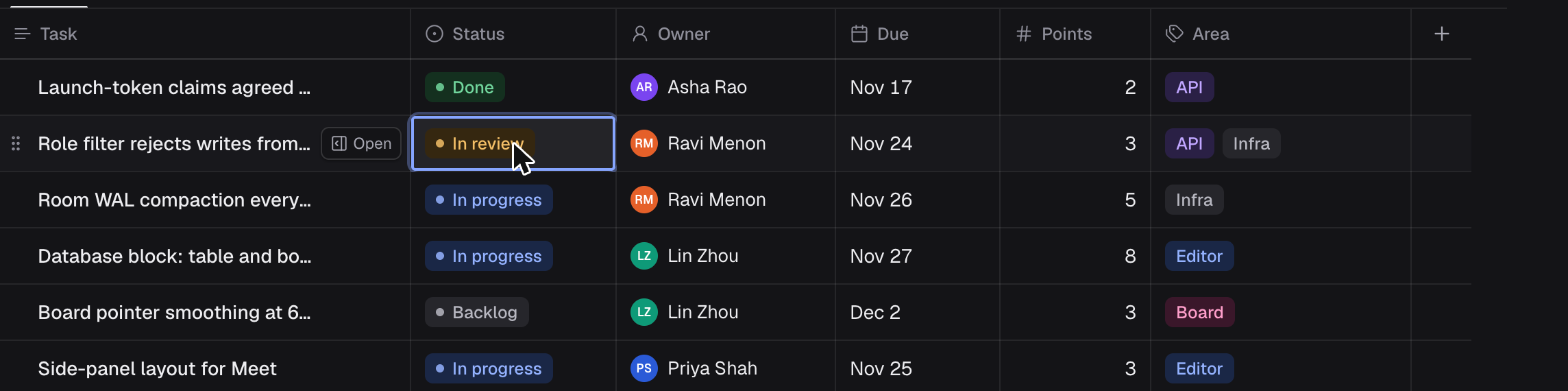 Task Status Owner Due # Points Area +
Launch-token claims agreed ... Done AR Asha Rao Nov 17 2 API
Role filter rejects writes from... Open In review RM Ravi Menon Nov 24 3 API Infra
Room WAL compaction every... In progress RM Ravi Menon Nov 26 5 Infra
Database block: table and bo... In progress LZ Lin Zhou Nov 27 8 Editor
Board pointer smoothing at 6... Backlog LZ Lin Zhou Dec 2 3 Board
Side-panel layout for Meet In progress PS Priya Shah Nov 25 3 Editor